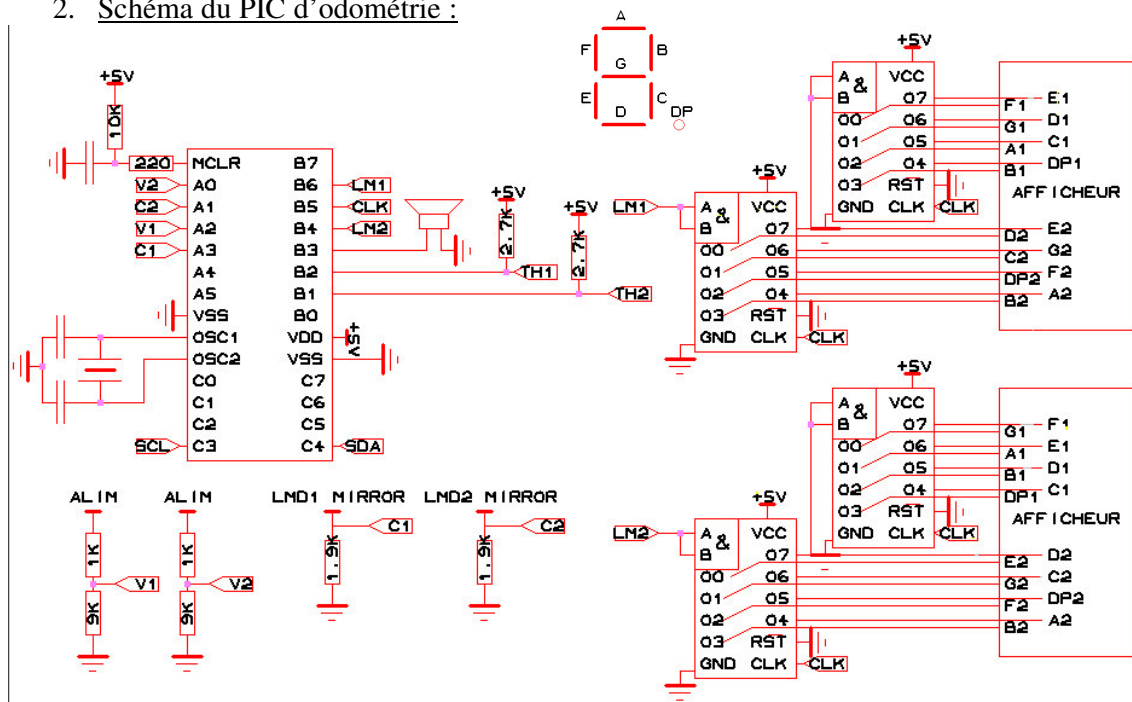 2. Schéma du PIC d'odométrie :
A
F
B
G
E
C
D
DP
+5V
10K
220
MCLR
B7
V2
A0
B6
LM1
C2
A1
B5
CLK
V1
A2
B4
LM2
C1
A3
B3
A4
B2
TH1
A5
B1
TH2
VSS
B0
OSC1
VDD
+5V
OSC2
VSS
C0
C7
C1
C6
C2
C5
SCL
C3
C4
SDA
+5V
2.7K
+5V
2.7K
ALIM
1K
V1
9K
ALIM
1K
V2
9K
LMD1 MIRROR
C1
1.9K
LMD2 MIRROR
C2
1.9K
+5V
A
&
VCC
B
O7
O0
O6
O1
O5
O2
O4
O3
RST
GND
CLK
CLK
F1
E1
G1
D1
A1
C1
B1
DP1
AFFICHEUR
+5V
LM1
A
&
VCC
B
O7
O0
O6
O1
O5
O2
O4
O3
RST
GND
CLK
CLK
D2
E2
C2
G2
DP2
F2
B2
A2
+5V
A
&
VCC
B
O7
O0
O6
O1
O5
O2
O4
O3
RST
GND
CLK
CLK
G1
F1
A1
E1
B1
D1
DP1
C1
AFFICHEUR
+5V
LM2
A
&
VCC
B
O7
O0
O6
O1
O5
O2
O4
O3
RST
GND
CLK
CLK
E2
D2
G2
C2
F2
DP2
B2
A2